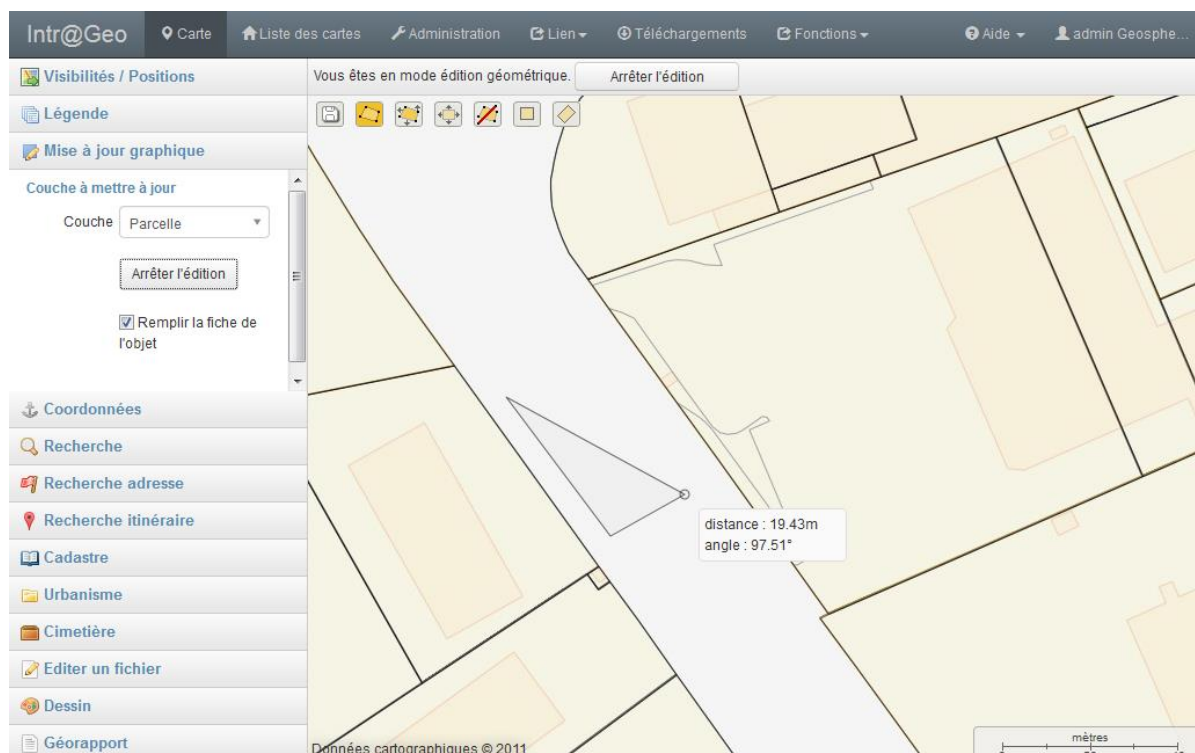 Intr@Geo Carte Liste des cartes Administration Lien Téléchargements Fonctions Aide admin Geosphe...
Visibilités / Positions
Vous êtes en mode édition géométrique. Arrêter l'édition
Légende
Mise à jour graphique
Couche à mettre à jour
Couche Parcelle
Arrêter l'édition
Remplir la fiche de
l'objet
Coordonnées
Recherche
Recherche adresse
Recherche itinéraire
Cadastre
Urbanisme
Cimetière
Editer un fichier
Dessin
Géorapport
distance : 19.43m
angle : 97.51°
Données cartographiques © 2011
mètres